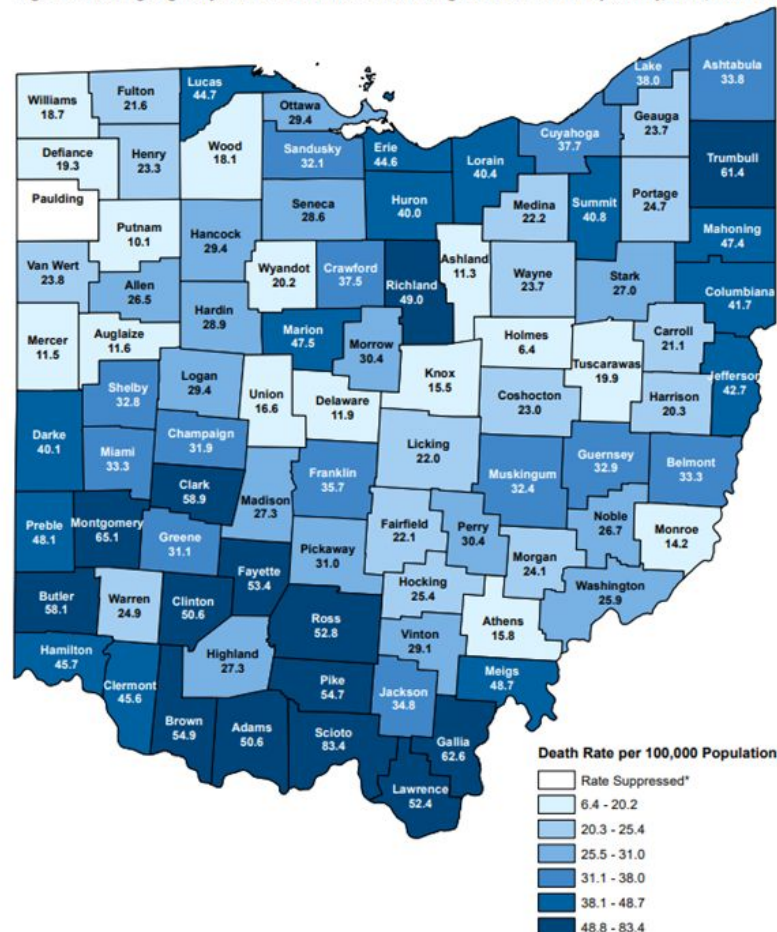 Lake
38.0
Ashtabula
33.8
Williams
18.7
Fulton
21.6
Lucas
44.7
Ottawa
29.4
Geauga
23.7
Cuyahoga
37.7
Defiance
19.3
Henry
23.3
Wood
18.1
Sandusky
32.1
Erie
44.6
Lorain
40.4
Trumbull
61.4
Paulding
Huron
40.0
Medina
22.2
Summit
40.8
Portage
24.7
Seneca
28.6
Putnam
10.1
Hancock
29.4
Mahoning
47.4
Van Wert
23.8
Allen
26.5
Wyandot
20.2
Crawford
37.5
Richland
49.0
Ashland
11.3
Wayne
23.7
Stark
27.0
Columbiana
41.7
Hardin
28.9
Mercer
11.5
Auglaize
11.6
Marion
47.5
Morrow
30.4
Holmes
6.4
Carroll
21.1
Tuscarawas
19.9
Jefferson
42.7
Knox
15.5
Shelby
32.8
Logan
29.4
Union
16.6
Delaware
11.9
Coshocton
23.0
Harrison
20.3
Darke
40.1
Champaign
31.9
Licking
22.0
Miami
33.3
Guernsey
32.9
Belmont
33.3
Franklin
35.7
Muskingum
32.4
Clark
58.9
Madison
27.3
Preble
48.1
Montgomery
65.1
Greene
31.1
Fairfield
22.1
Perry
30.4
Noble
26.7
Monroe
14.2
Pickaway
31.0
Morgan
24.1
Fayette
53.4
Hocking
25.4
Washington
25.9
Butler
58.1
Warren
24.9
Clinton
50.6
Ross
52.8
Athens
15.8
Vinton
29.1
Hamilton
45.7
Highland
27.3
Clermont
45.6
Pike
54.7
Jackson
34.8
Meigs
48.7
Brown
54.9
Adams
50.6
Scioto
83.4
Gallia
62.6
Lawrence
52.4
Death Rate per 100,000 Population
Rate Suppressed*
6.4 - 20.2
20.3 - 25.4
25.5 - 31.0
31.1 - 38.0
38.1 - 48.7
48.8 - 83.4